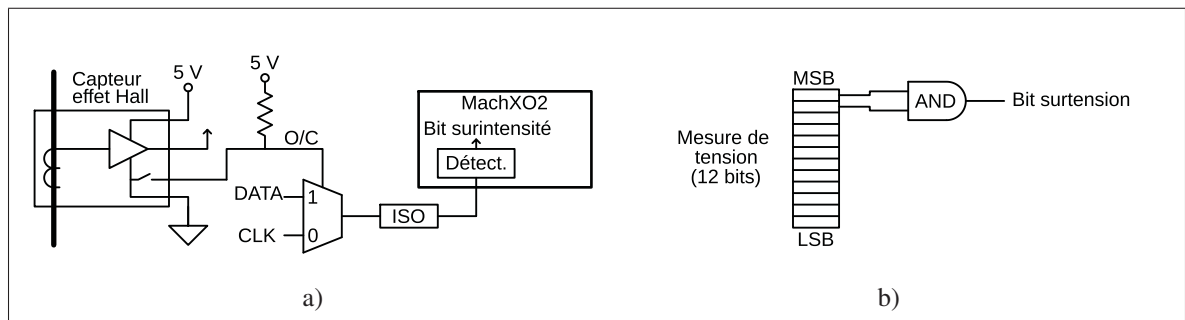 Capteur
effet Hall
5 V
5 V
O/C
DATA
1
CLK
0
ISO
MachXO2
Bit surintensité
Détect.
a)
MSB
Mesure de
tension
(12 bits)
LSB
AND
Bit surtension
b)